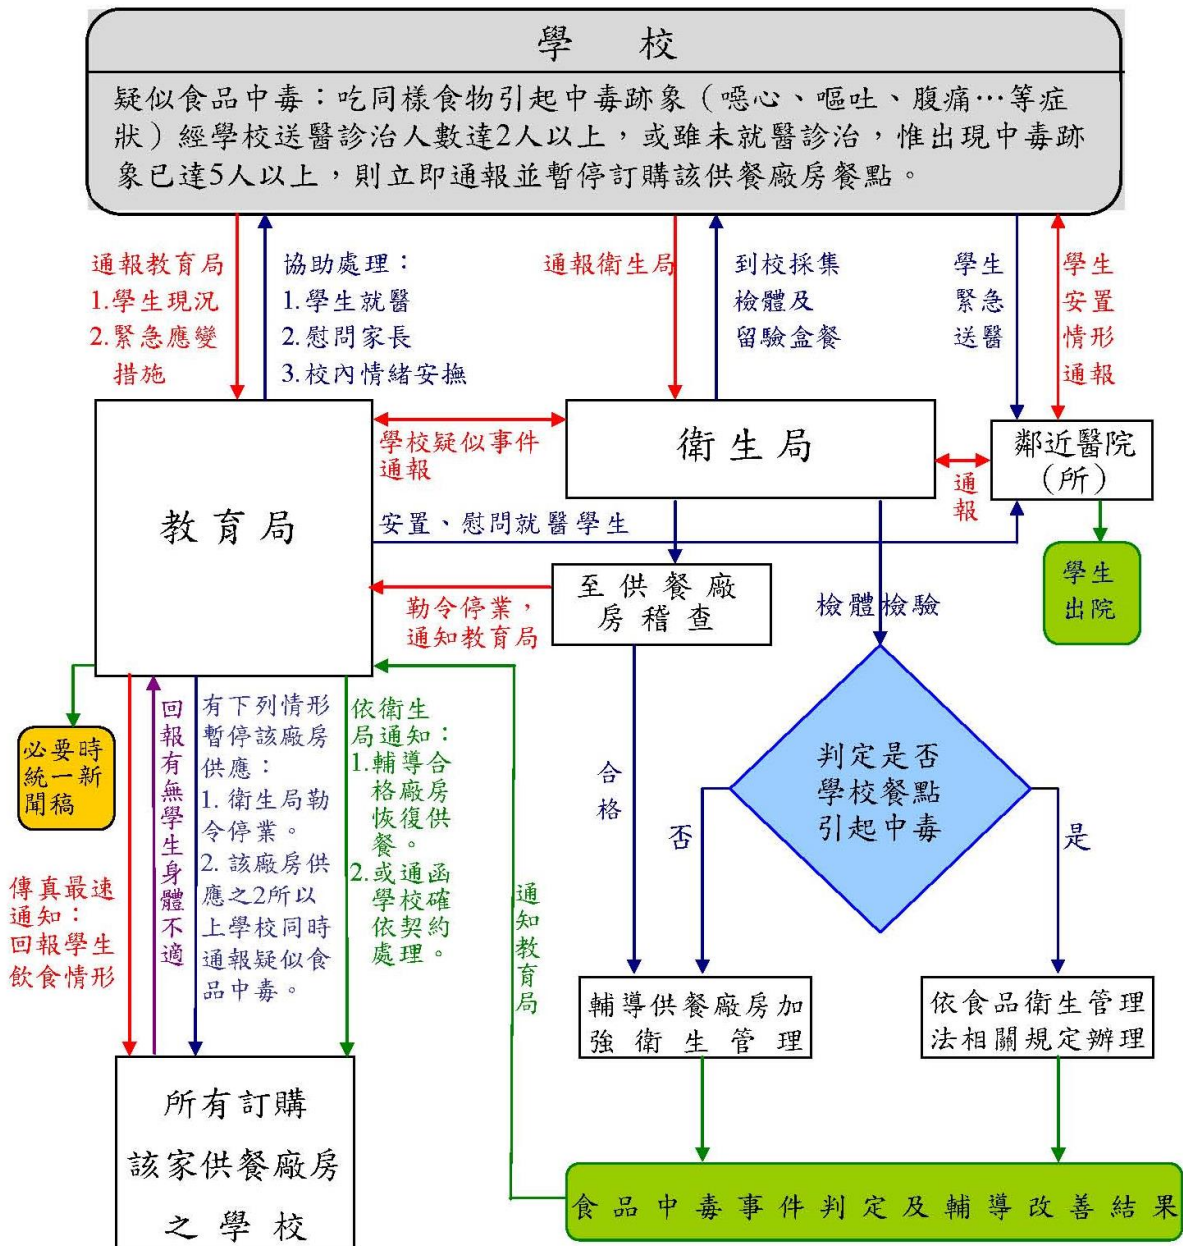 學校
疑似食品中毒：吃同樣食物引起中毒跡象（噁心、嘔吐、腹痛…等症
狀）經學校送醫診治人數達2人以上，或雖未就醫診治，惟出現中毒跡
象已達5人以上，則立即通報並暫停訂購該供餐廠房餐點。
通報教育局
1.學生現況
2.緊急應變
措施
協助處理：
1.學生就醫
2.慰問家長
3.校內情緒安撫
通報衛生局
到校採集
檢體及
留驗盒餐
學生
緊急
送醫
學生
安置
情形
通報
教育局
學校疑似事件
通報
衛生局
通報
鄰近醫院
（所）
安置、慰問就醫學生
勒令停業，
通知教育局
至供餐廠
房稽查
檢體檢驗
學生
出院
必要時
統一新
聞稿
傳真最速
通知：
回報學生
飲食情形
回報有無學生身體不適
有下列情形
暫停該廠房
供應：
1. 衛生局勒
令停業。
2. 該廠房供
應之2所以
上學校同時
通報疑似食
品中毒。
依衛生
局通知：
1.輔導合
格廠房
恢復供
餐。
2.或通函
學校確
依契約
處理。
通知教育局
合格
判定是否
學校餐點
引起中毒
否
是
輔導供餐廠房加
強衛生管理
依食品衛生管理
法相關規定辦理
所有訂購
該家供餐廠房
之學校
食品中毒事件判定及輔導改善結果